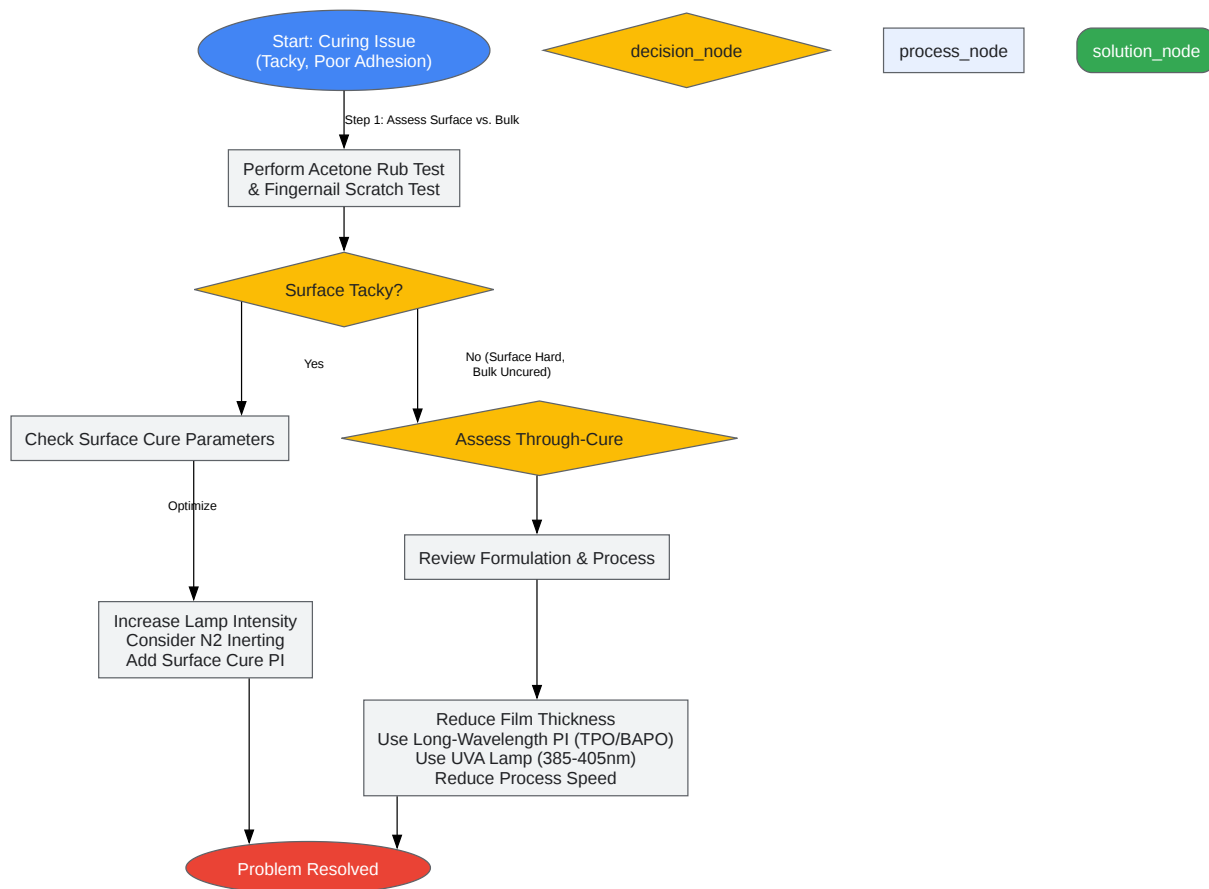 Start: Curing Issue
(Tacky, Poor Adhesion)
decision_node
process_node
solution_node
Step 1: Assess Surface vs. Bulk
Perform Acetone Rub Test
& Fingernail Scratch Test
Surface Tacky?
Yes
No (Surface Hard,
Bulk Uncured)
Check Surface Cure Parameters
Assess Through-Cure
Optimize
Review Formulation & Process
Increase Lamp Intensity
Consider N2 Inerting
Add Surface Cure PI
Reduce Film Thickness
Use Long-Wavelength PI (TPO/BAPO)
Use UVA Lamp (385-405nm)
Reduce Process Speed
Problem Resolved